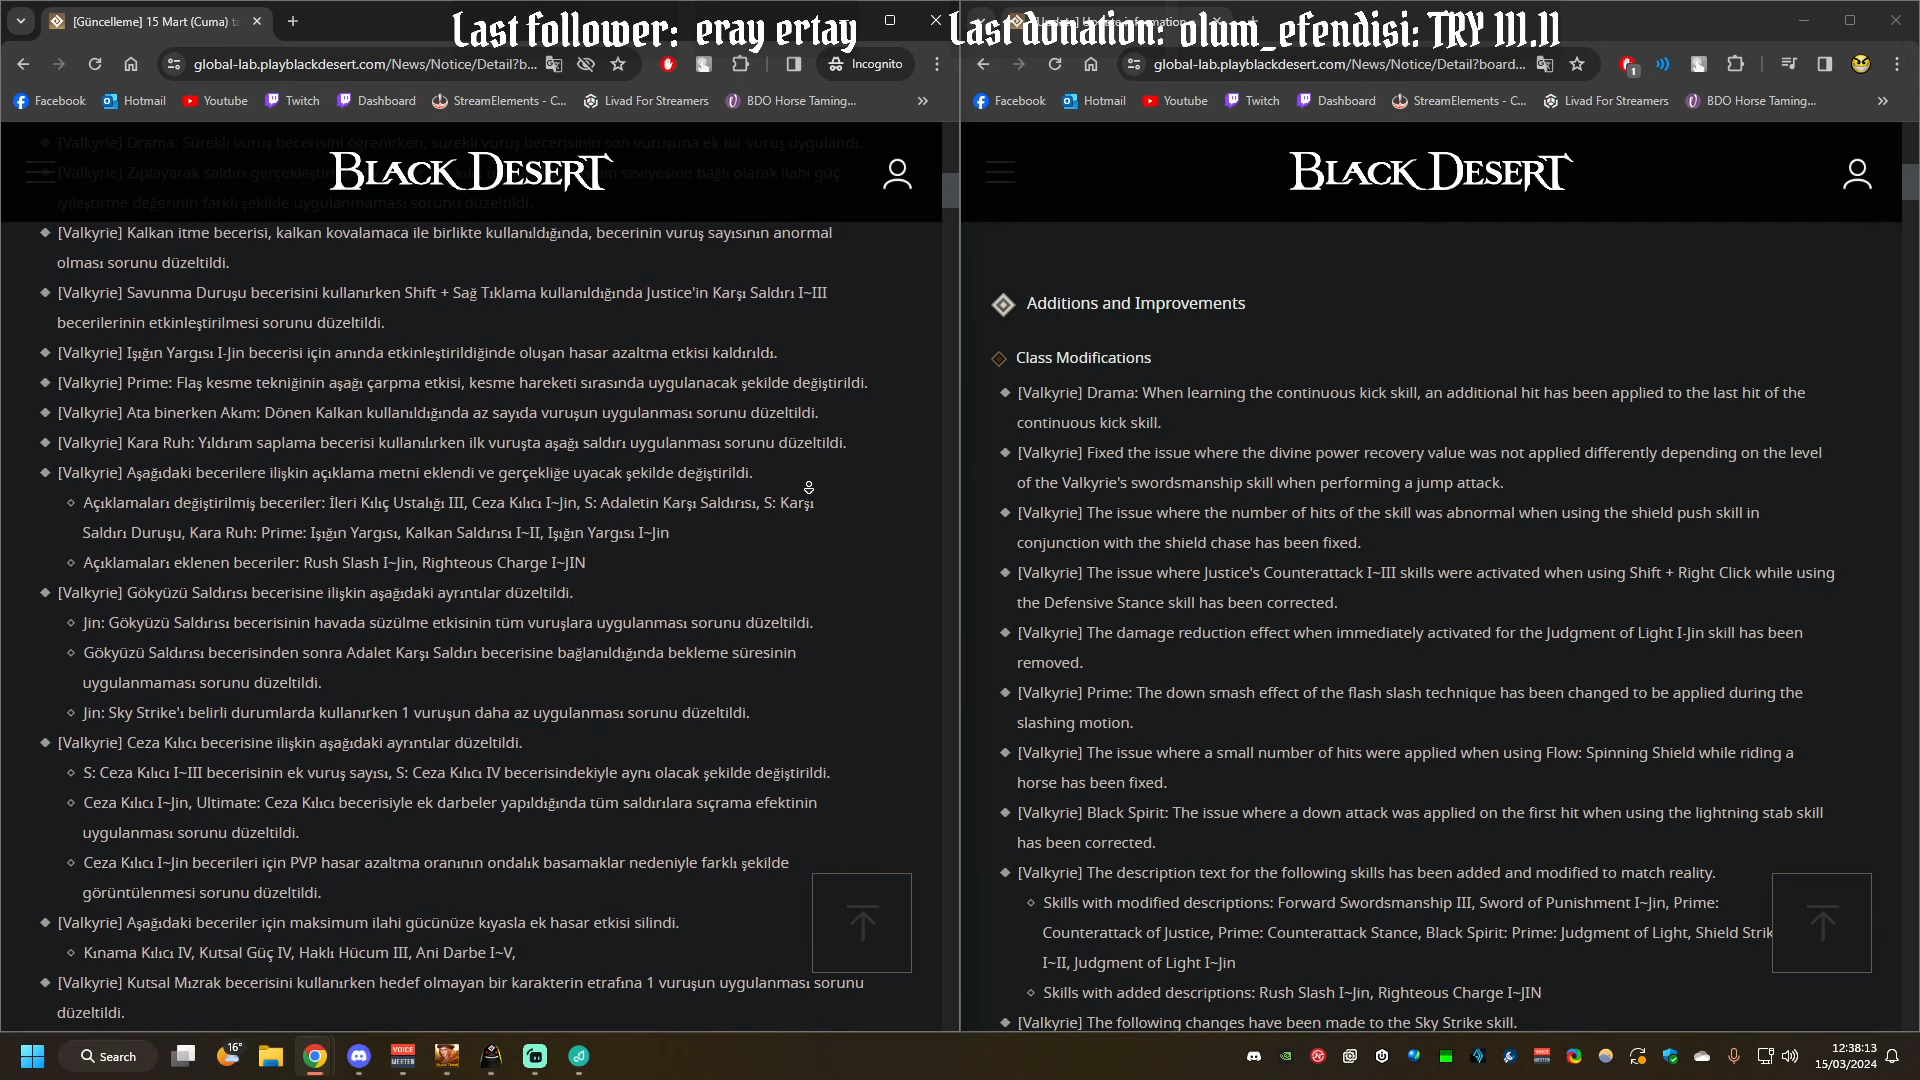 [Güncelleme] 15 Mart (Cuma) ta
Last follower: eray ertay
Last donation: olum_efendisi: TRY 111.11
global-lab.playblackdesert.com/News/Notice/Detail?b...
Incognito
global-lab.playblackdesert.com/News/Notice/Detail?board...
1
Facebook
Hotmail
Youtube
Twitch
Dashboard
StreamElements - C...
Livad For Streamers
BDO Horse Taming...
»
Facebook
Hotmail
Youtube
Twitch
Dashboard
StreamElements - C...
Livad For Streamers
BDO Horse Taming...
»
[Valkyrie] Drama: Sürekli vuruş becerisini öğrenirken, sürekli vuruş becerisinin son vuruşuna ek bir vuruş uygulandı.
BLACK DESERT
iyileştirme değerinin farklı şekilde uygulanmaması sorunu düzeltildi.
[Valkyrie] Kalkan itme becerisi, kalkan kovalamaca ile birlikte kullanıldığında, becerinin vuruş sayısının anormal
olması sorunu düzeltildi.
[Valkyrie] Savunma Duruşu becerisini kullanırken Shift + Sağ Tıklama kullanıldığında Justice'in Karşı Saldırı I~III
becerilerinin etkinleştirilmesi sorunu düzeltildi.
[Valkyrie] Işığın Yargısı I-Jin becerisi için anında etkinleştirildiğinde oluşan hasar azaltma etkisi kaldırıldı.
[Valkyrie] Prime: Flaş kesme tekniğinin aşağı çarpma etkisi, kesme hareketi sırasında uygulanacak şekilde değiştirildi.
[Valkyrie] Ata binerken Akım: Dönen Kalkan kullanıldığında az sayıda vuruşun uygulanması sorunu düzeltildi.
[Valkyrie] Kara Ruh: Yıldırım saplama becerisi kullanılırken ilk vuruşta aşağı saldırı uygulanması sorunu düzeltildi.
[Valkyrie] Aşağıdaki becerilere ilişkin açıklama metni eklendi ve gerçekliğe uyacak şekilde değiştirildi.
Açıklamaları değiştirilmiş beceriler: İleri Kılıç Ustalığı III, Ceza Kılıcı I~Jin, S: Adaletin Karşı Saldırısı, S: Karşı
Saldırı Duruşu, Kara Ruh: Prime: Işığın Yargısı, Kalkan Saldırısı I~II, Işığın Yargısı I~Jin
Açıklamaları eklenen beceriler: Rush Slash I~Jin, Righteous Charge I~JIN
[Valkyrie] Gökyüzü Saldırısı becerisine ilişkin aşağıdaki ayrıntılar düzeltildi.
Jin: Gökyüzü Saldırısı becerisinin havada süzülme etkisinin tüm vuruşlara uygulanması sorunu düzeltildi.
Gökyüzü Saldırısı becerisinden sonra Adalet Karşı Saldırı becerisine bağlanıldığında bekleme süresinin
uygulanmaması sorunu düzeltildi.
Jin: Sky Strike'ı belirli durumlarda kullanırken 1 vuruşun daha az uygulanması sorunu düzeltildi.
[Valkyrie] Ceza Kılıcı becerisine ilişkin aşağıdaki ayrıntılar düzeltildi.
S: Ceza Kılıcı I~III becerisinin ek vuruş sayısı, S: Ceza Kılıcı IV becerisindekiyle aynı olacak şekilde değiştirildi.
Ceza Kılıcı I~Jin, Ultimate: Ceza Kılıcı becerisiyle ek darbeler yapıldığında tüm saldırılara sıçrama efektinin
uygulanması sorunu düzeltildi.
Ceza Kılıcı I~Jin becerileri için PVP hasar azaltma oranının ondalık basamaklar nedeniyle farklı şekilde
görüntülenmesi sorunu düzeltildi.
[Valkyrie] Aşağıdaki beceriler için maksimum ilahi gücünüze kıyasla ek hasar etkisi silindi.
Kınama Kılıcı IV, Kutsal Güç IV, Haklı Hücum III, Ani Darbe I~V,
[Valkyrie] Kutsal Mızrak becerisini kullanırken hedef olmayan bir karakterin etrafına 1 vuruşun uygulanması sorunu
düzeltildi.
BLACK DESERT
Additions and Improvements
Class Modifications
[Valkyrie] Drama: When learning the continuous kick skill, an additional hit has been applied to the last hit of the
continuous kick skill.
[Valkyrie] Fixed the issue where the divine power recovery value was not applied differently depending on the level
of the Valkyrie's swordsmanship skill when performing a jump attack.
[Valkyrie] The issue where the number of hits of the skill was abnormal when using the shield push skill in
conjunction with the shield chase has been fixed.
[Valkyrie] The issue where Justice's Counterattack I~III skills were activated when using Shift + Right Click while using
the Defensive Stance skill has been corrected.
[Valkyrie] The damage reduction effect when immediately activated for the Judgment of Light I-Jin skill has been
removed.
[Valkyrie] Prime: The down smash effect of the flash slash technique has been changed to be applied during the
slashing motion.
[Valkyrie] The issue where a small number of hits were applied when using Flow: Spinning Shield while riding a
horse has been fixed.
[Valkyrie] Black Spirit: The issue where a down attack was applied on the first hit when using the lightning stab skill
has been corrected.
[Valkyrie] The description text for the following skills has been added and modified to match reality.
Skills with modified descriptions: Forward Swordsmanship III, Sword of Punishment I~Jin, Prime:
Counterattack of Justice, Prime: Counterattack Stance, Black Spirit: Prime: Judgment of Light, Shield Strik
I~II, Judgment of Light I~Jin
Skills with added descriptions: Rush Slash I~Jin, Righteous Charge I~JIN
[Valkyrie] The following changes have been made to the Sky Strike skill.
Search
16°
VOICE MEETER
12:38:13
15/03/2024